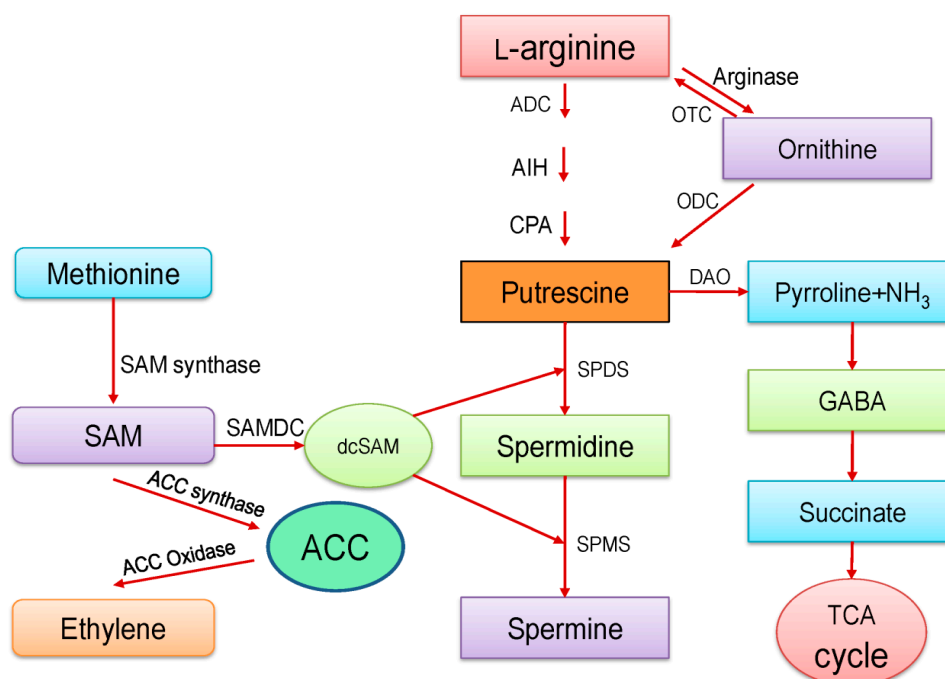 L-arginine
Arginase
ADC
OTC
Ornithine
AIH
ODC
CPA
Methionine
Putrescine
DAO
Pyrroline+NH₃
SAM synthase
SPDS
GABA
SAM
SAMDC
dcSAM
Spermidine
ACC synthase
Succinate
ACC
SPMS
ACC Oxidase
Ethylene
Spermine
TCA
cycle